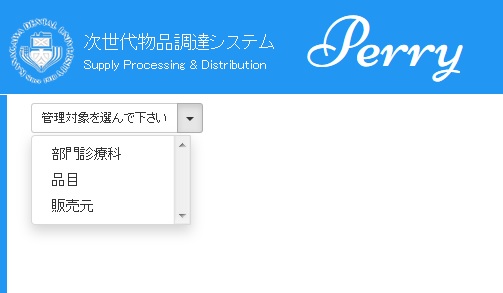 次世代物品調達システム
Supply Processing & Distribution
Perry
管理対象を選んで下さい
部門診療科
品目
販売元